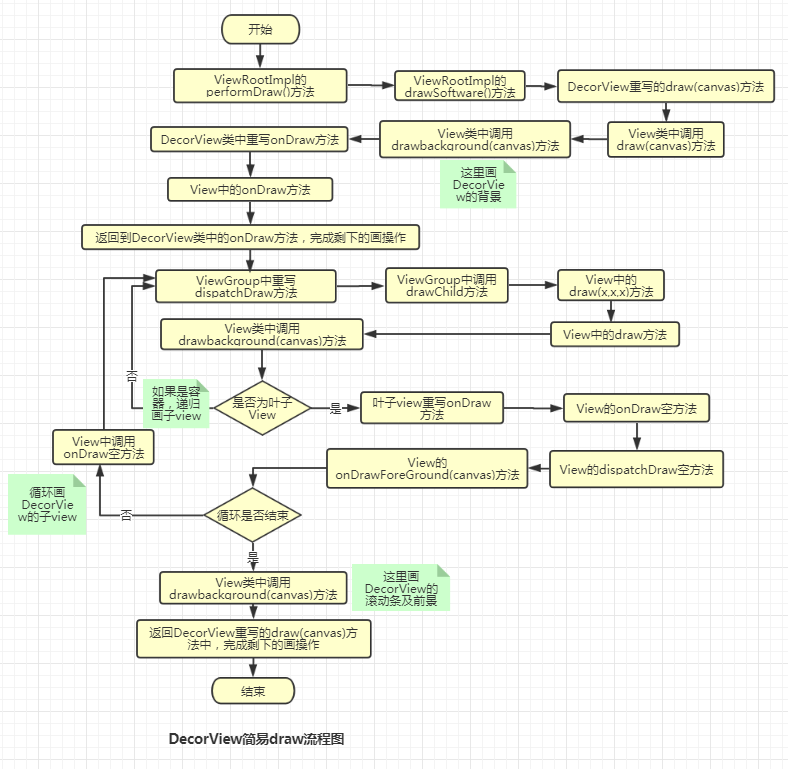 开始
ViewRootImpl的
performDraw()方法
ViewRootImpl的
drawSoftware()方法
DecorView重写的draw(canvas)方法
DecorView类中重写onDraw方法
View类中调用
drawbackground(canvas)方法
View类中调用
draw(canvas)方法
这里画
DecorVie
w的背景
View中的onDraw方法
返回到DecorView类中的onDraw方法，完成剩下的画操作
ViewGroup中重写
dispatchDraw方法
ViewGroup中调用
drawChild方法
View中的
draw(x,x,x)方法
View类中调用
drawbackground(canvas)方法
View中的draw方法
否
如果是容
器，递归
画子view
是否为叶子
View
是
叶子view重写onDraw
方法
View的onDraw空方法
View中调用
onDraw空方法
View的
onDrawForeGround(canvas)方法
View的dispatchDraw空方法
循环画
DecorVie
w的子view
否
循环是否结束
是
View类中调用
drawbackground(canvas)方法
这里画
DecorView的
滚动条及前景
返回DecorView重写的draw(canvas)方
法中，完成剩下的画操作
结束
DecorView简易draw流程图